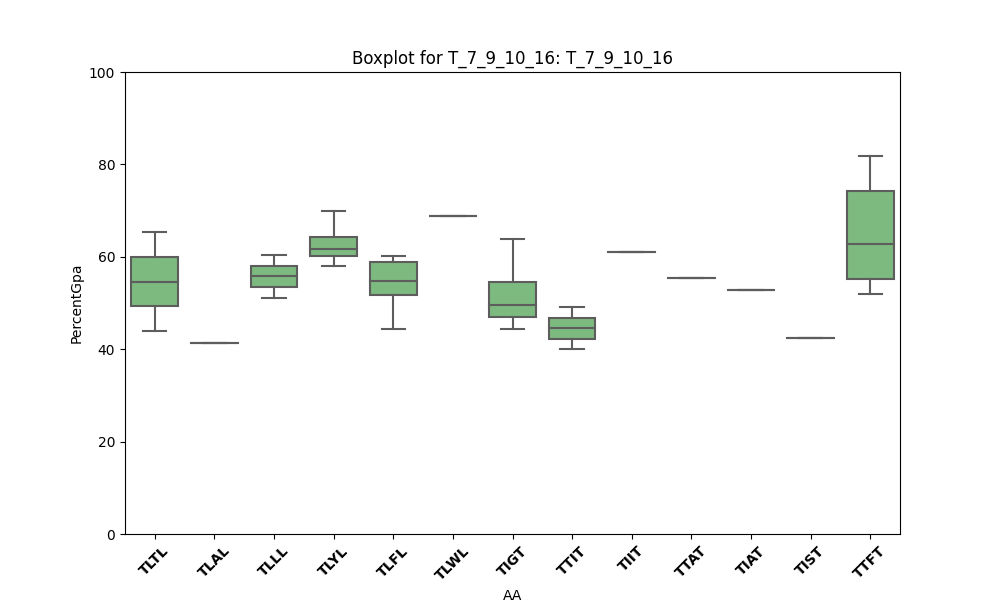 Boxplot for T_7_9_10_16: T_7_9_10_16
100
80
60
40
20
0
PercentGpa
TLTL
TLAL
TLLL
TLYL
TLFL
TLWL
TIGT
TTIT
TIIT
TTAT
TIAT
TIST
TTFT
AA